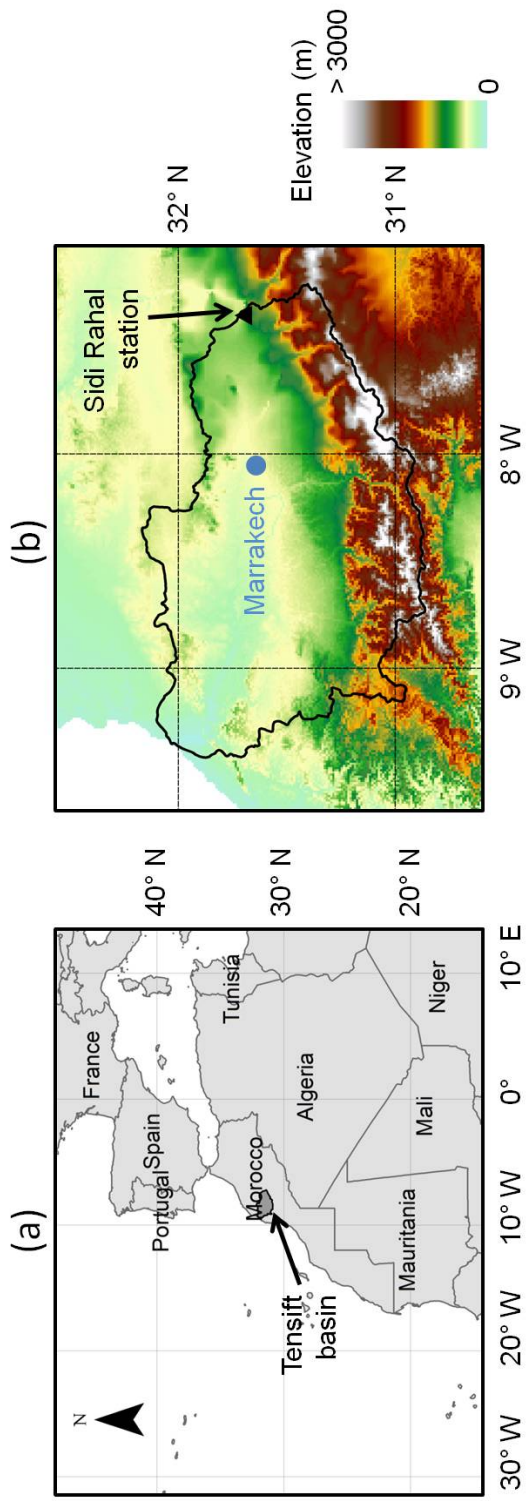 (a)
N
France
Portugal
Spain
Tunisia
Morocco
Algeria
Tensift
basin
Mauritania
Mali
Niger
40° N
30° N
20° N
30° W
20° W
10° W
0°
10° E
(b)
Sidi Rahal
station
Marrakech
32° N
31° N
9° W
8° W
Elevation (m)
> 3000
0